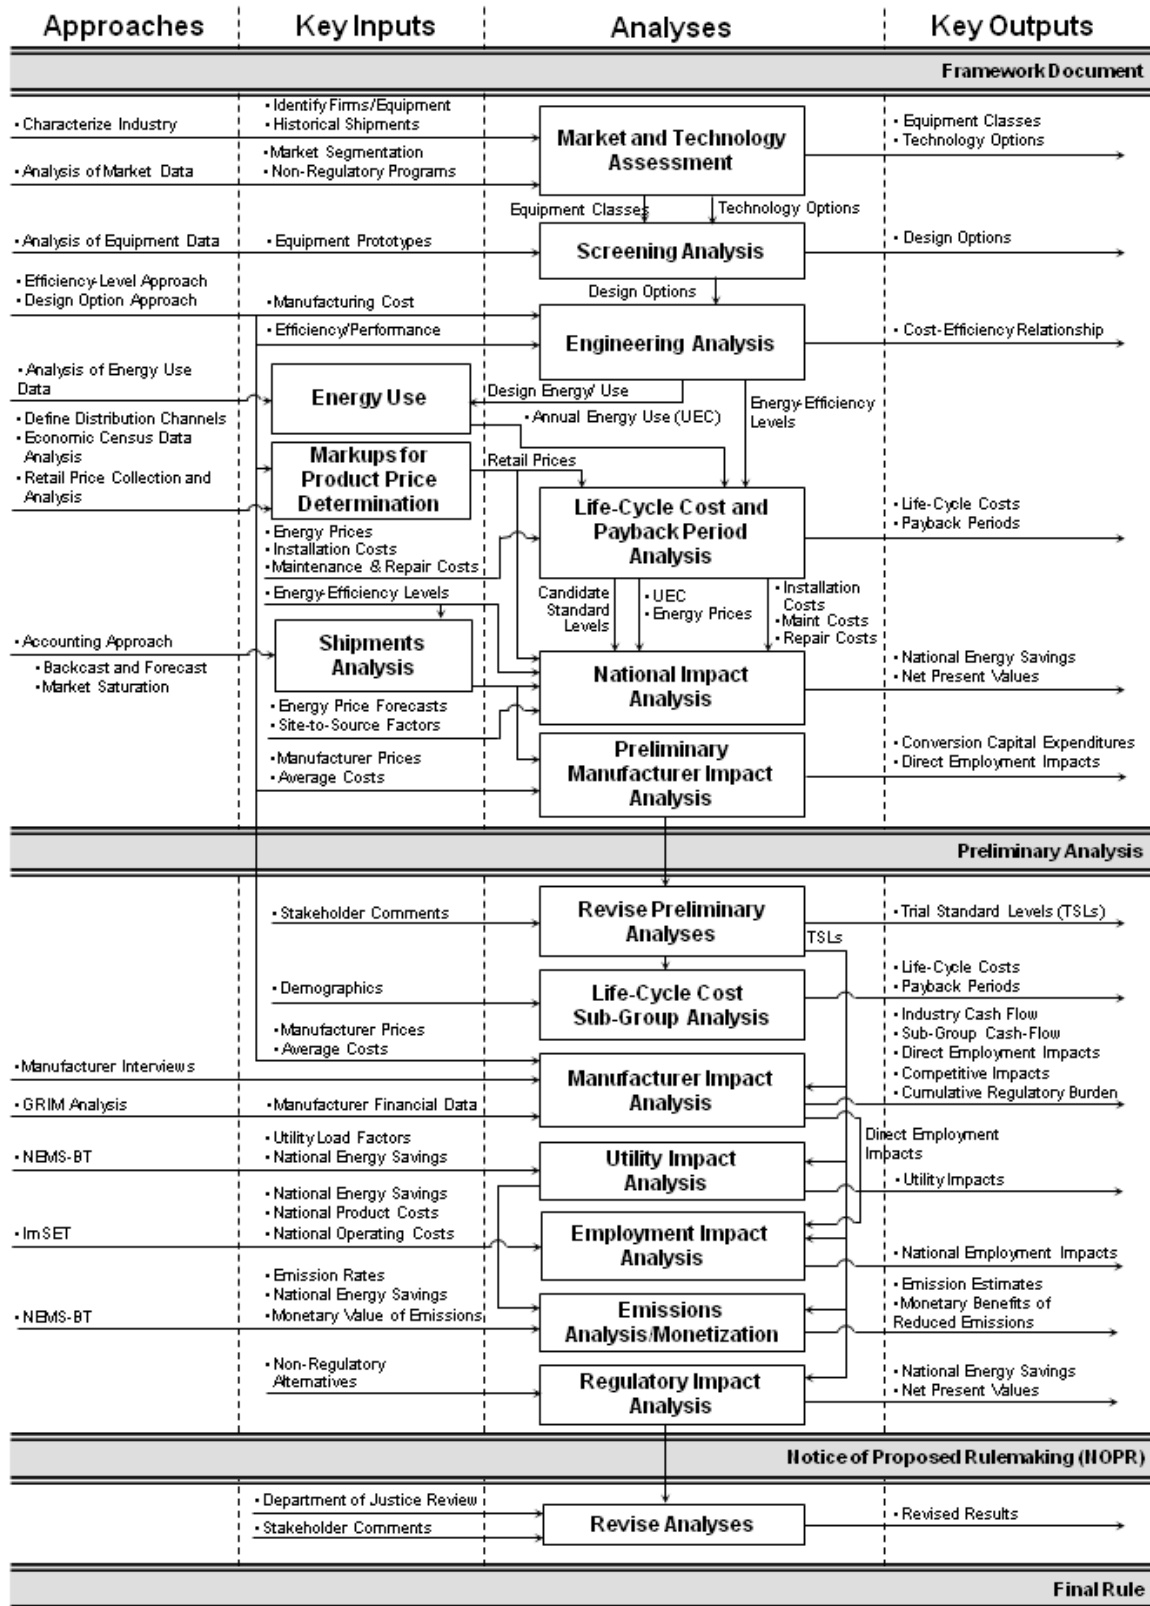 Approaches
Key Inputs
Analyses
Key Outputs
Framework Document
• Characterize Industry
• Analysis of Market Data
• Identify Firms/Equipment
• Historical Shipments
• Market Segmentation
• Non-Regulatory Programs
Market and Technology
Assessment
• Equipment Classes
• Technology Options
Equipment Classes
Technology Options
• Analysis of Equipment Data
• Equipment Prototypes
Screening Analysis
• Design Options
Design Options
• Efficiency-Level Approach
• Design Option Approach
• Manufacturing Cost
• Efficiency/Performance
Engineering Analysis
• Cost-Efficiency Relationship
• Analysis of Energy Use
Data
Energy Use
Design Energy/ Use
• Annual Energy Use (UEC)
Energy-Efficiency
Levels
• Define Distribution Channels
• Economic Census Data
Analysis
• Retail Price Collection and
Analysis
Markups for
Product Price
Determination
Retail Prices
Life-Cycle Cost and
Payback Period
Analysis
• Life-Cycle Costs
• Payback Periods
• Energy Prices
• Installation Costs
• Maintenance & Repair Costs
• Energy-Efficiency Levels
Candidate
Standard
Levels
• UEC
• Energy Prices
• Installation
Costs
• Maint Costs
• Repair Costs
• Accounting Approach
• Backcast and Forecast
• Market Saturation
Shipments
Analysis
National Impact
Analysis
• National Energy Savings
• Net Present Values
• Energy Price Forecasts
• Site-to-Source Factors
• Manufacturer Prices
• Average Costs
Preliminary
Manufacturer Impact
Analysis
• Conversion Capital Expenditures
• Direct Employment Impacts
Preliminary Analysis
• Stakeholder Comments
Revise Preliminary
Analyses
• Trial Standard Levels (TSLs)
TSLs
• Demographics
Life-Cycle Cost
Sub-Group Analysis
• Life-Cycle Costs
• Payback Periods
• Manufacturer Prices
• Average Costs
• Manufacturer Interviews
• GRIM Analysis
• Manufacturer Financial Data
Manufacturer Impact
Analysis
• Industry Cash Flow
• Sub-Group Cash-Flow
• Direct Employment Impacts
• Competitive Impacts
• Cumulative Regulatory Burden
Direct Employment
Impacts
• NEMS-BT
• Utility Load Factors
• National Energy Savings
Utility Impact
Analysis
• Utility Impacts
• ImSET
• National Energy Savings
• National Product Costs
• National Operating Costs
Employment Impact
Analysis
• National Employment Impacts
• NEMS-BT
• Emission Rates
• National Energy Savings
• Monetary Value of Emissions
Emissions
Analysis/Monetization
• Emission Estimates
• Monetary Benefits of
Reduced Emissions
• Non-Regulatory
Alternatives
Regulatory Impact
Analysis
• National Energy Savings
• Net Present Values
Notice of Proposed Rulemaking (NOPR)
• Department of Justice Review
• Stakeholder Comments
Revise Analyses
• Revised Results
Final Rule